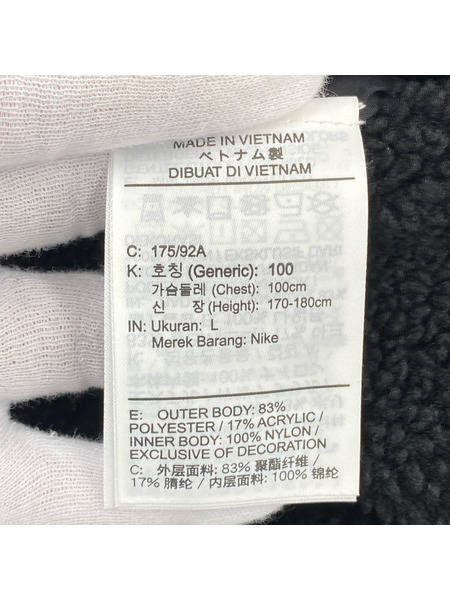 MADE IN VIETNAM
ベトナム製
DIBUAT DI VIETNAM
C: 175/92A
K: 호칭 (Generic): 100
가슴둘레 (Chest): 100cm
신 장 (Height): 170-180cm
IN: Ukuran: L
Merek Barang: Nike
E: OUTER BODY: 83%
POLYESTER / 17% ACRYLIC /
INNER BODY: 100% NYLON /
EXCLUSIVE OF DECORATION
C: 外层面料: 83% 聚酯纤维/
17% 腈纶 / 内层面料: 100% 锦纶